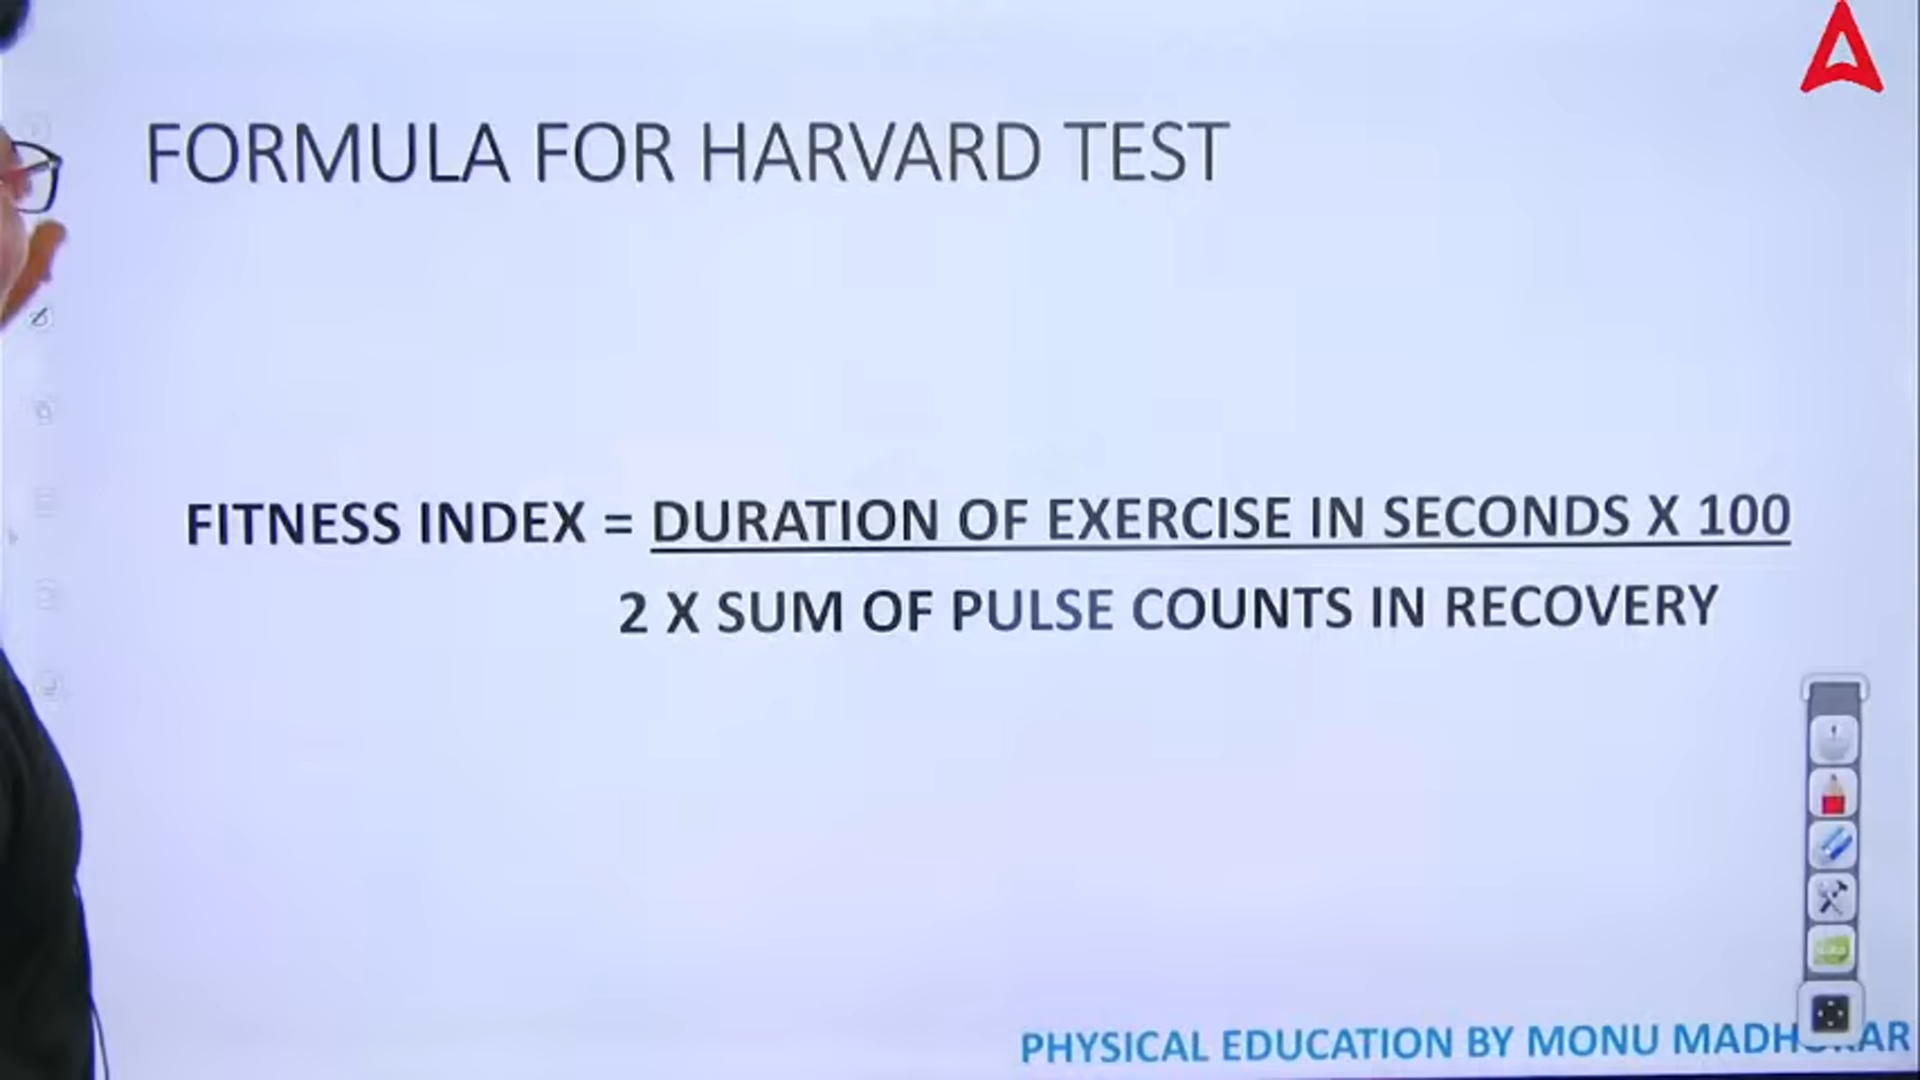 FORMULA FOR HARVARD TEST
FITNESS INDEX = DURATION OF EXERCISE IN SECONDS X 100
2 X SUM OF PULSE COUNTS IN RECOVERY
PHYSICAL EDUCATION BY MONU